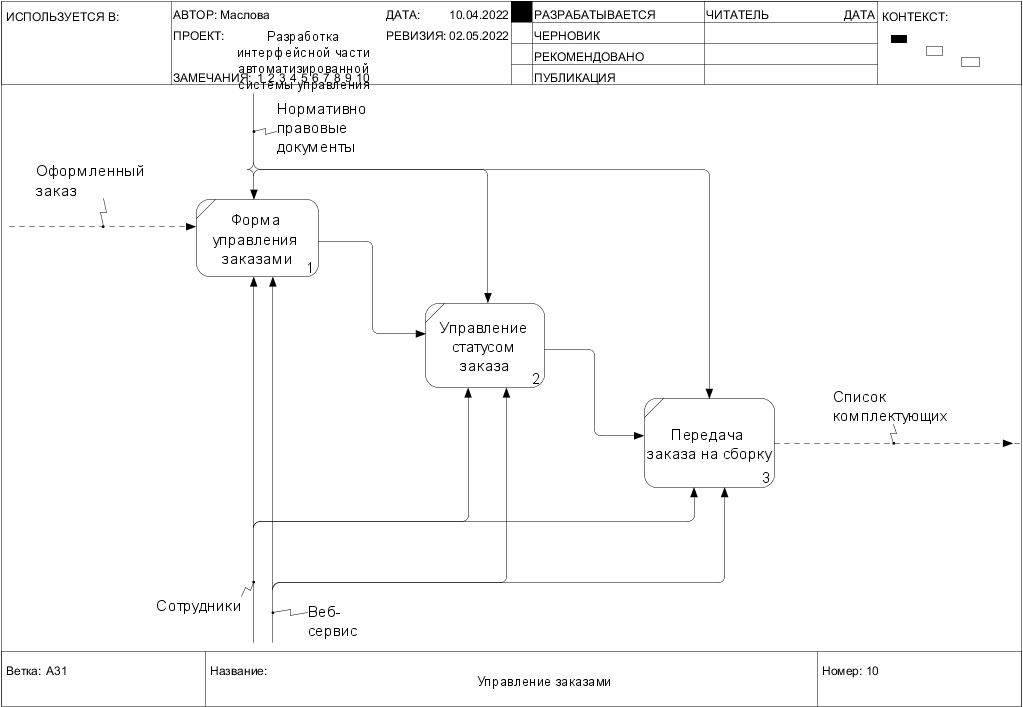 ИСПОЛЬЗУЕТСЯ В:
АВТОР: Маслова
ДАТА: 10.04.2022
ПРОЕКТ: Разработка
интерфейсной части
автоматизированной
системы управления
РЕВИЗИЯ: 02.05.2022
ЗАМЕЧАНИЯ: 1 2 3 4 5 6 7 8 9 10
РАЗРАБАТЫВАЕТСЯ
ЧЕРНОВИК
РЕКОМЕНДОВАНО
ПУБЛИКАЦИЯ
ЧИТАТЕЛЬ ДАТА
КОНТЕКСТ:
Нормативно
правовые
документы
Оформленный
заказ
Форма
управления
заказами
1
Управление
статусом
заказа
2
Передача
заказа на сборку
3
Список
комплектующих
Сотрудники
Веб-
сервис
Ветка: A31
Название:
Управление заказами
Номер: 10